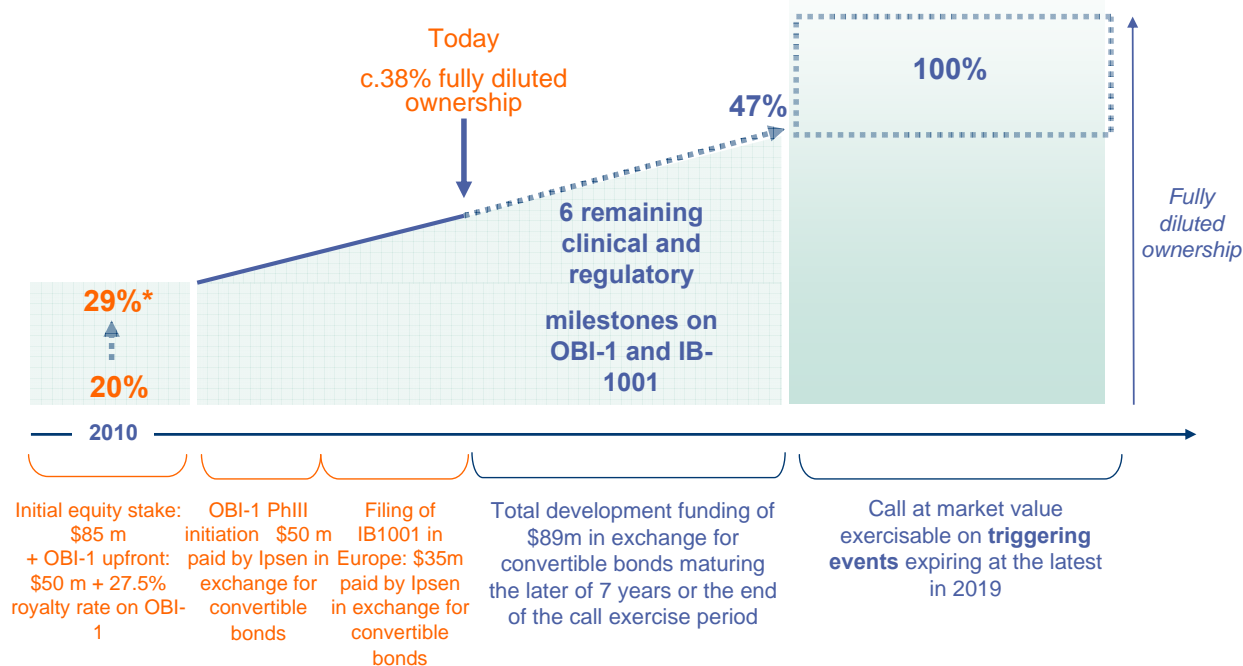 Today
c.38% fully diluted
ownership
100%
47%
Fully
diluted
ownership
6 remaining
clinical and
regulatory
milestones on
OBI-1 and IB-
1001
29%*
20%
2010
Initial equity stake:
$85 m
+ OBI-1 upfront:
$50 m + 27.5%
royalty rate on OBI-
1
OBI-1 PhIII
initiation $50 m
paid by Ipsen in
exchange for
convertible
bonds
Filing of
IB1001 in
Europe: $35m
paid by Ipsen
in exchange for
convertible
bonds
Total development funding of
$89m in exchange for
convertible bonds maturing
the later of 7 years or the end
of the call exercise period
Call at market value
exercisable on triggering
events expiring at the latest
in 2019